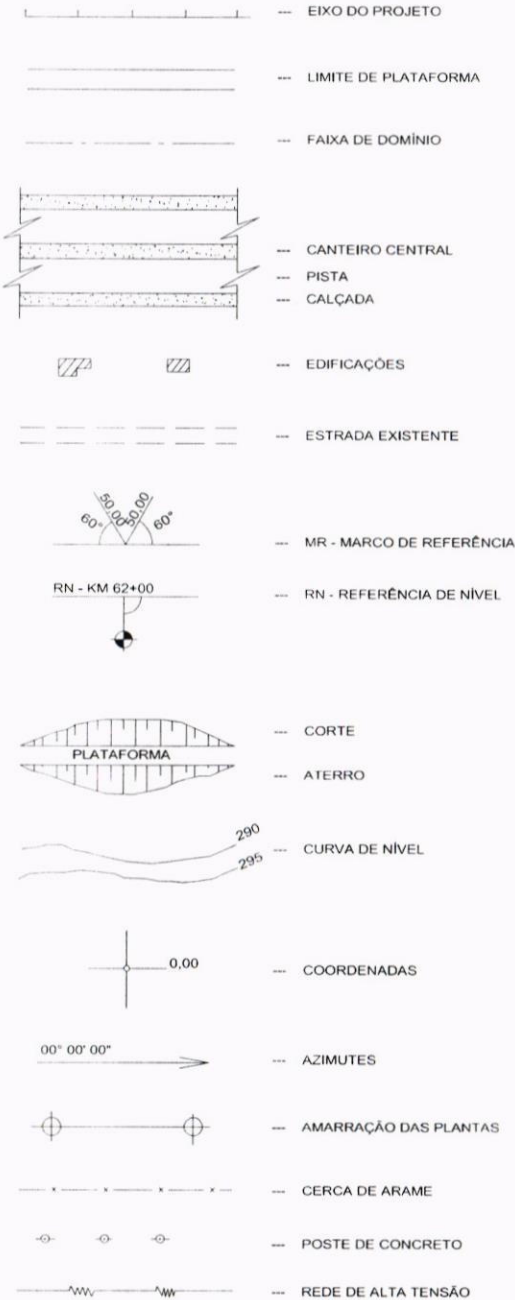 --- EIXO DO PROJETO
--- LIMITE DE PLATAFORMA
--- FAIXA DE DOMÍNIO
--- CANTEIRO CENTRAL
--- PISTA
--- CALÇADA
--- EDIFICAÇÕES
--- ESTRADA EXISTENTE
60° 50,00 50,00 60°
--- MR - MARCO DE REFERÊNCIA
RN - KM 62+00
--- RN - REFERÊNCIA DE NÍVEL
--- CORTE
PLATAFORMA
--- ATERRO
290
--- CURVA DE NÍVEL
295
0,00
--- COORDENADAS
00° 00' 00"
--- AZIMUTES
--- AMARRAÇÃO DAS PLANTAS
--- CERCA DE ARAME
--- POSTE DE CONCRETO
--- REDE DE ALTA TENSÃO